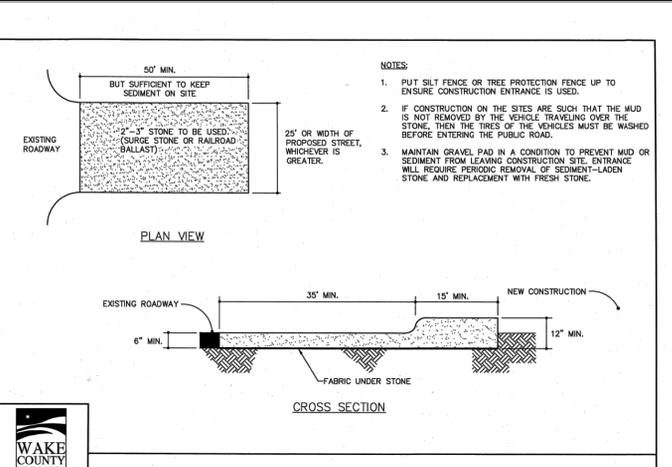 50' MIN.
BUT SUFFICIENT TO KEEP
SEDIMENT ON SITE
EXISTING
ROADWAY
2"-3" STONE TO BE USED.
(SURGE STONE OR RAILROAD
BALLAST)
25' OR WIDTH OF
PROPOSED STREET,
WHICHEVER IS
GREATER.
PLAN VIEW
NOTES:
1. PUT SILT FENCE OR TREE PROTECTION FENCE UP TO
ENSURE CONSTRUCTION ENTRANCE IS USED.
2. IF CONSTRUCTION ON THE SITES ARE SUCH THAT THE MUD
IS NOT REMOVED BY THE VEHICLE TRAVELING OVER THE
STONE, THEN THE TIRES OF THE VEHICLES MUST BE WASHED
BEFORE ENTERING THE PUBLIC ROAD.
3. MAINTAIN GRAVEL PAD IN A CONDITION TO PREVENT MUD OR
SEDIMENT FROM LEAVING CONSTRUCTION SITE. ENTRANCE
WILL REQUIRE PERIODIC REMOVAL OF SEDIMENT-LADEN
STONE AND REPLACEMENT WITH FRESH STONE.
EXISTING ROADWAY
35' MIN.
15' MIN.
NEW CONSTRUCTION
6" MIN.
12" MIN.
FABRIC UNDER STONE
CROSS SECTION
WAKE
COUNTY